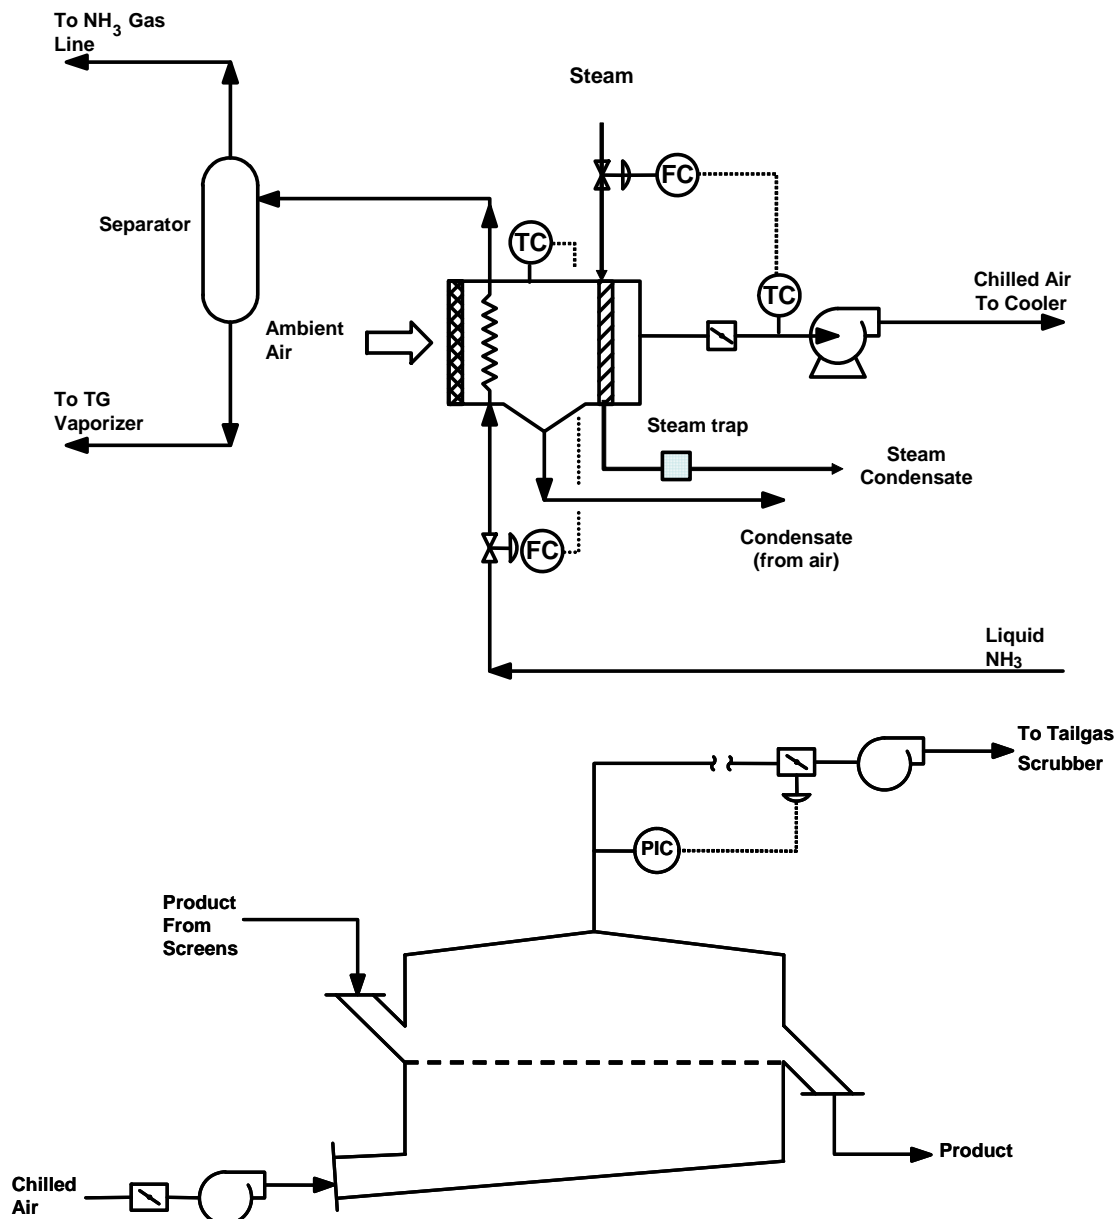 To NH3 Gas
Line
Steam
FC
Separator
TC
Chilled Air
To Cooler
TC
Ambient
Air
To TG
Vaporizer
Steam trap
Steam
Condensate
Condensate
(from air)
FC
Liquid
NH3
To Tailgas
Scrubber
PIC
Product
From
Screens
Product
Chilled
Air